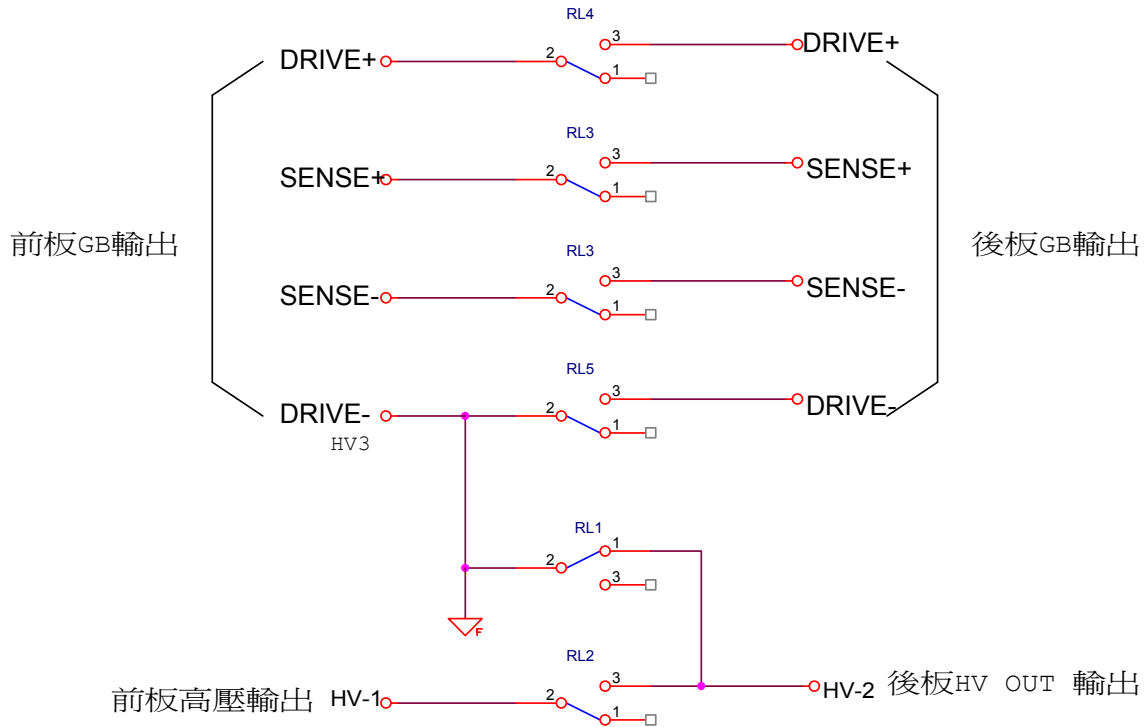 RL4
DRIVE+ 2 3 1 DRIVE+
RL3
SENSE+ 2 3 1 SENSE+
前板GB輸出 後板GB輸出
RL3
SENSE- 2 3 1 SENSE-
RL5
DRIVE- 2 3 1 DRIVE-
HV3
RL1
2 1 3
F
RL2
前板高壓輸出 HV-1 2 3 1 HV-2 後板HV OUT 輸出